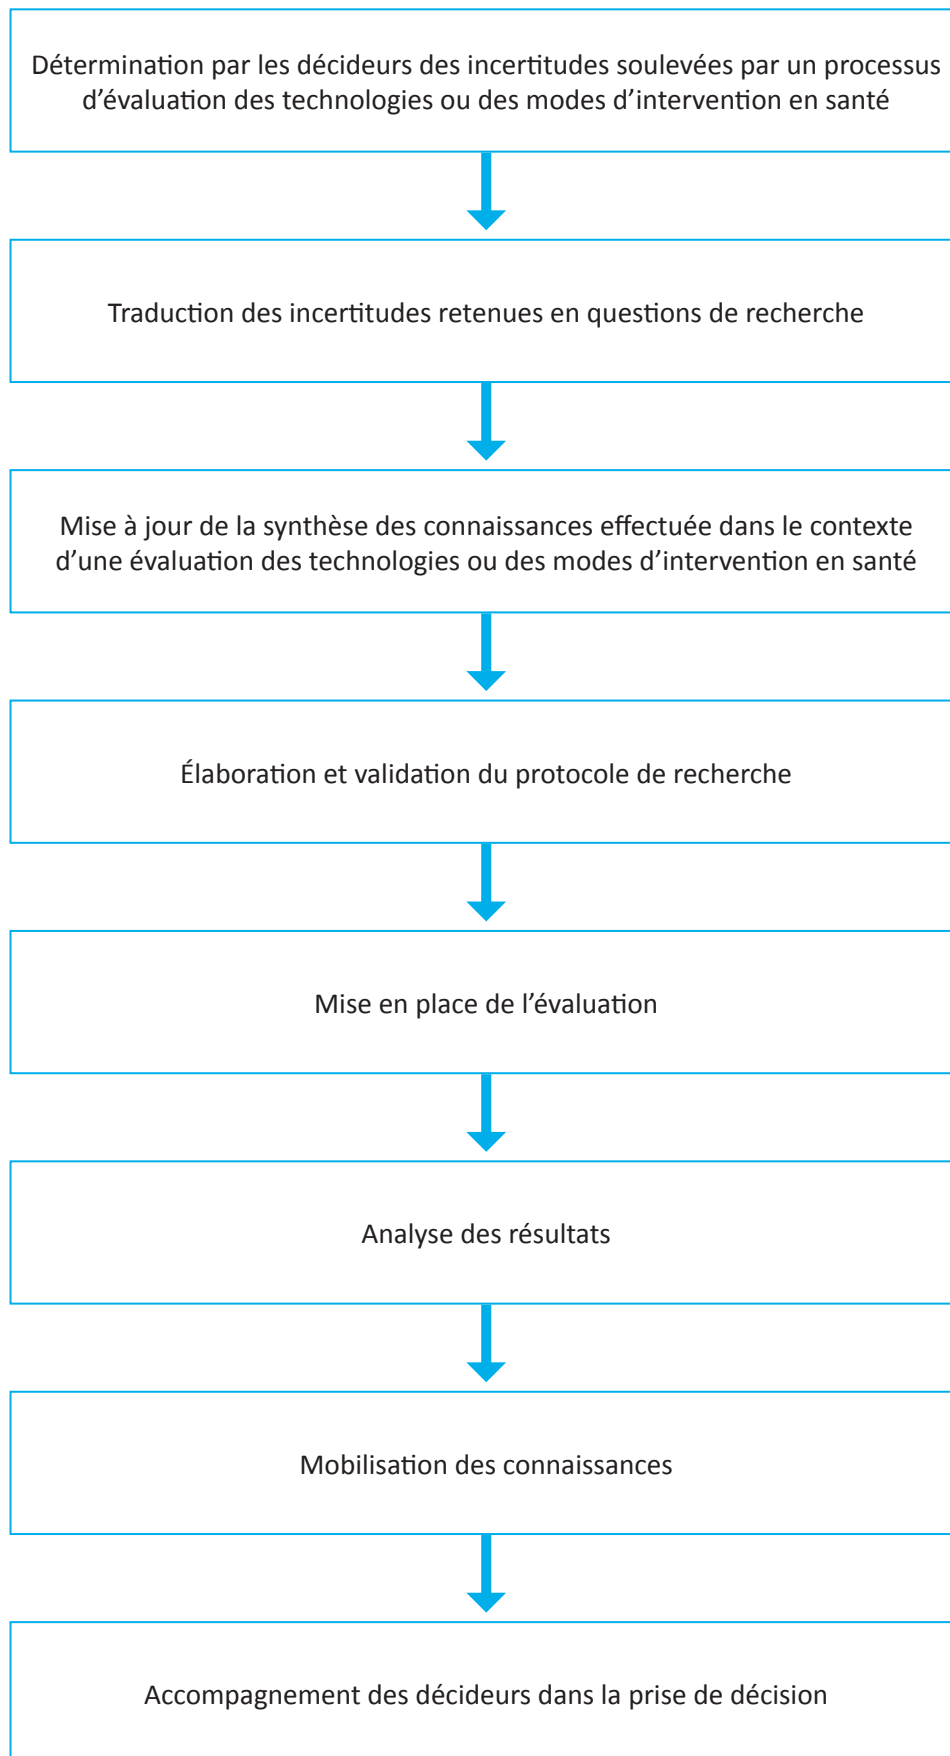 Détermination par les décideurs des incertitudes soulevées par un processus
d’évaluation des technologies ou des modes d’intervention en santé
Traduction des incertitudes retenues en questions de recherche
Mise à jour de la synthèse des connaissances effectuée dans le contexte
d’une évaluation des technologies ou des modes d’intervention en santé
Élaboration et validation du protocole de recherche
Mise en place de l’évaluation
Analyse des résultats
Mobilisation des connaissances
Accompagnement des décideurs dans la prise de décision